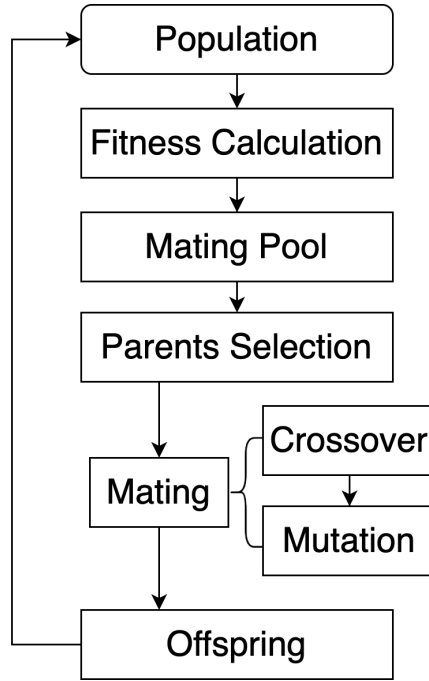 Population
Fitness Calculation
Mating Pool
Parents Selection
Crossover
Mating
Mutation
Offspring